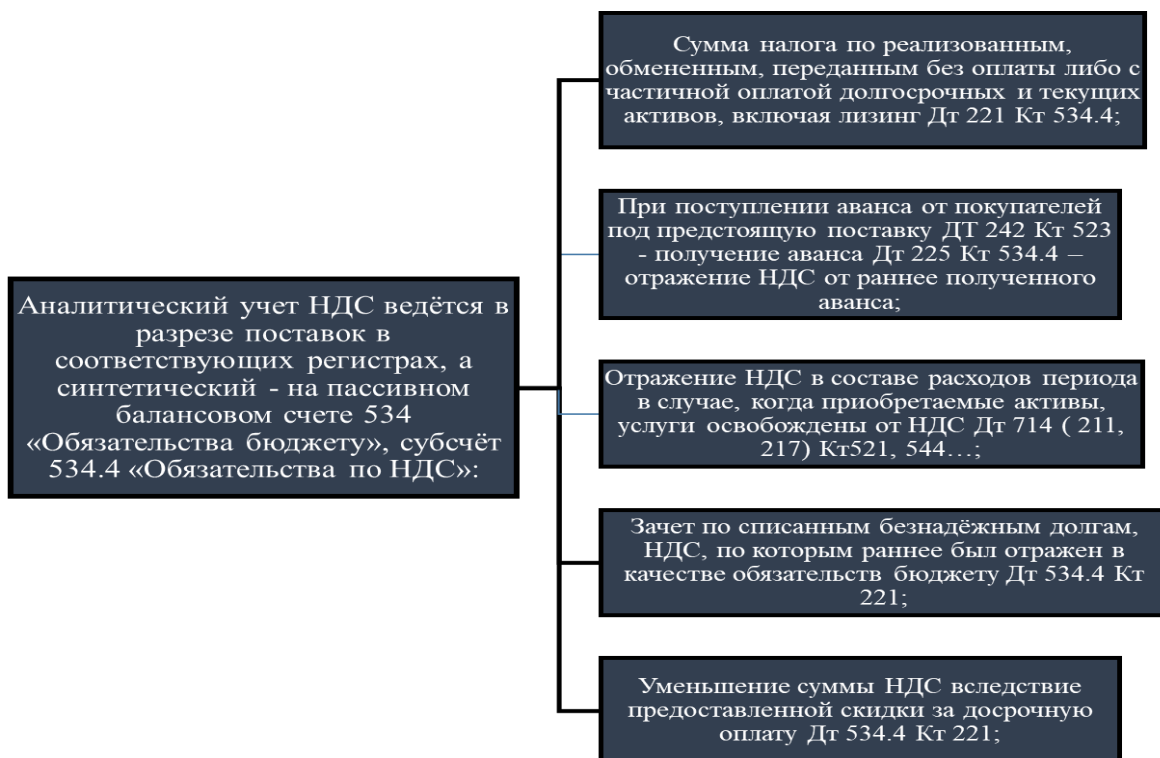 Аналитический учет НДС ведётся в
разрезе поставок в
соответствующих регистрах, а
синтетический - на пассивном
балансовом счете 534
«Обязательства бюджету», субсчёт
534.4 «Обязательства по НДС»:
Сумма налога по реализованным,
обмененным, переданным без оплаты либо с
частичной оплатой долгосрочных и текущих
активов, включая лизинг Дт 221 Кт 534.4;
При поступлении аванса от покупателей
под предстоящую поставку ДТ 242 Кт 523
- получение аванса Дт 225 Кт 534.4 –
отражение НДС от раннее полученного
аванса;
Отражение НДС в составе расходов периода
в случае, когда приобретаемые активы,
услуги освобождены от НДС Дт 714 ( 211,
217) Кт521, 544…;
Зачет по списанным безнадёжным долгам,
НДС, по которым раннее был отражен в
качестве обязательств бюджету Дт 534.4 Кт
221;
Уменьшение суммы НДС вследствие
предоставленной скидки за досрочную
оплату Дт 534.4 Кт 221;